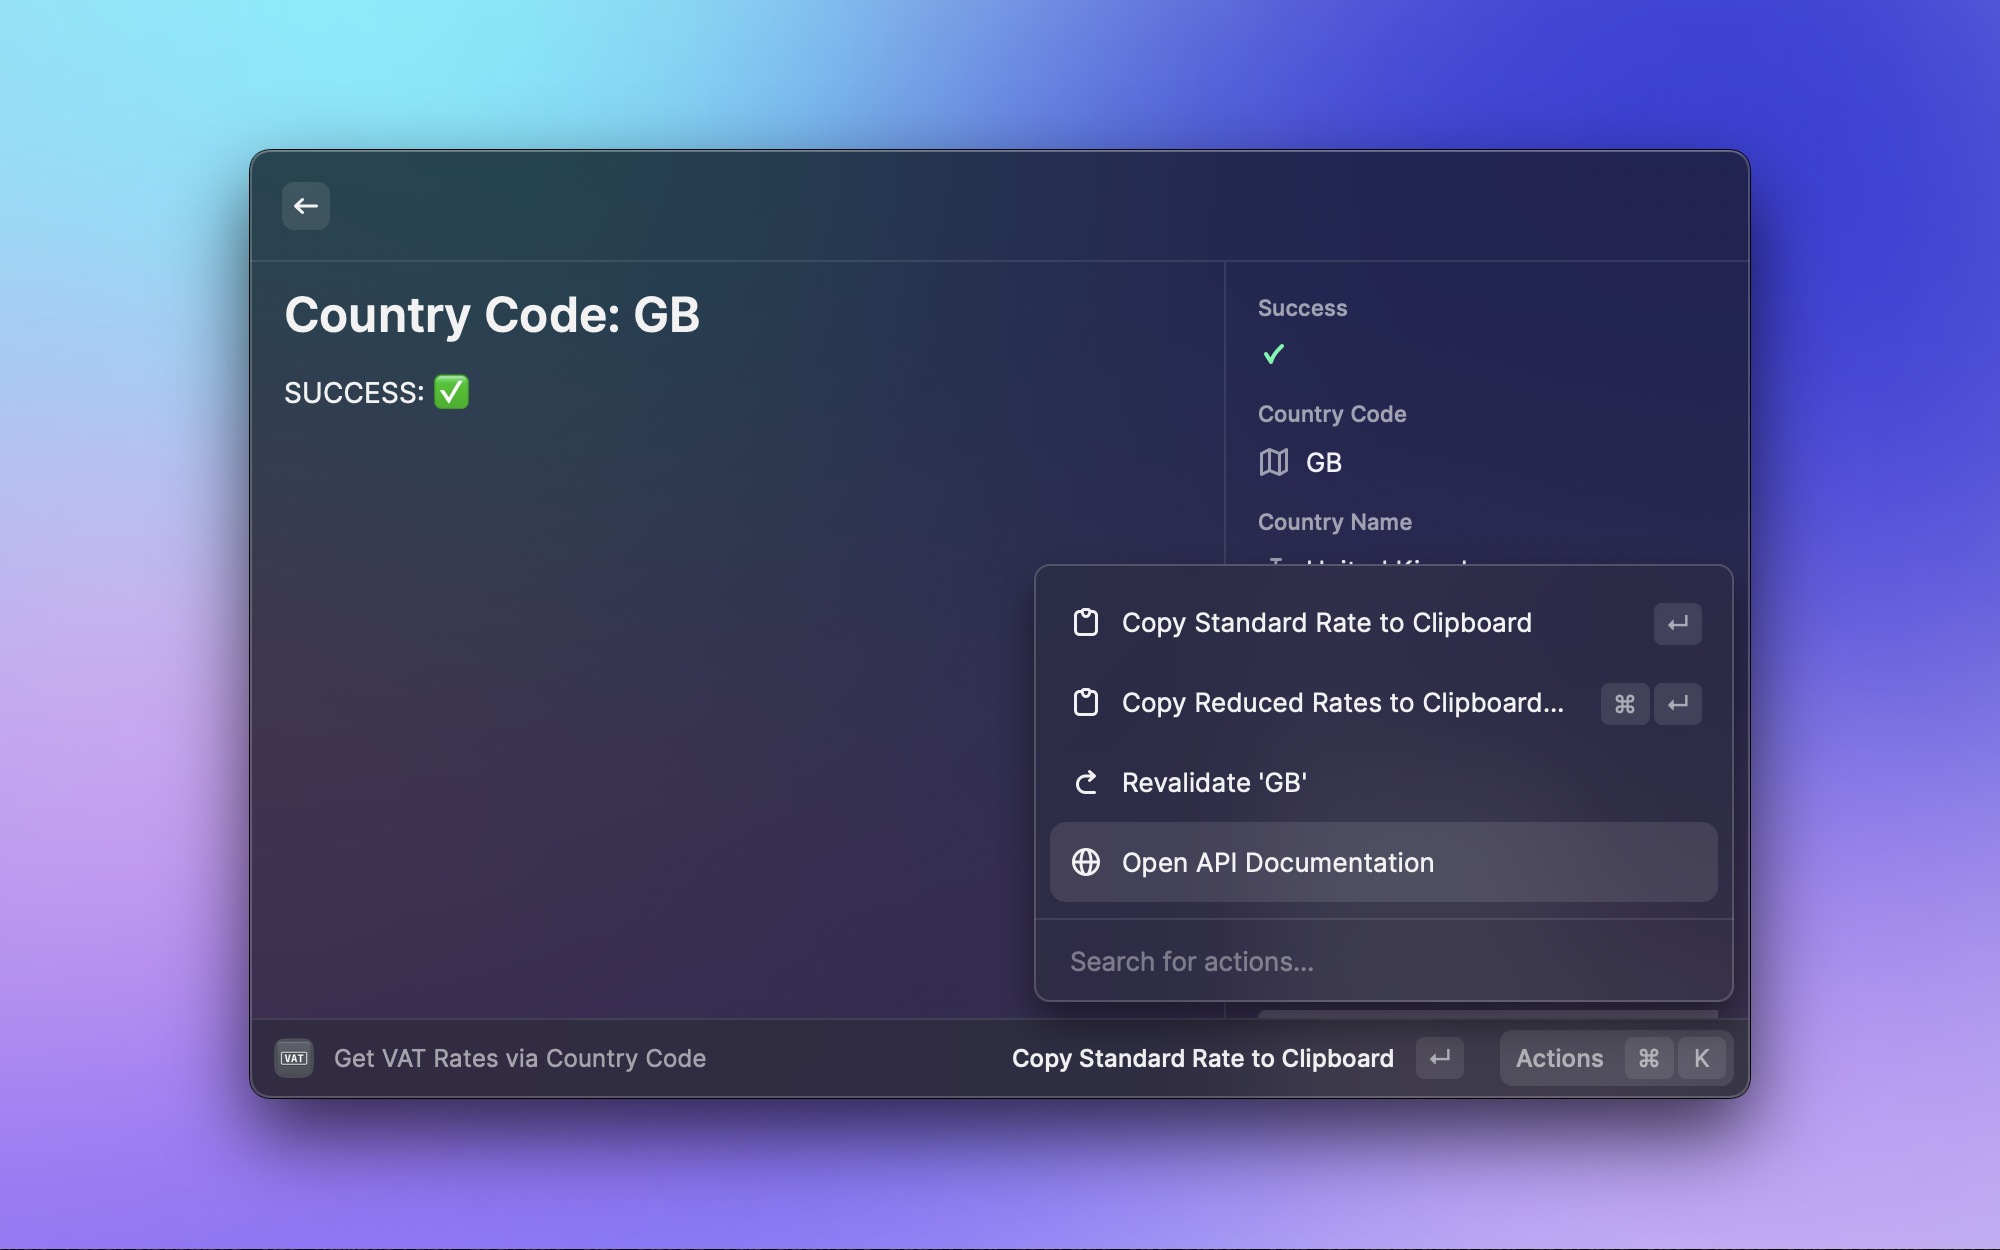 Country Code: GB
SUCCESS: ✅
Success
Country Code
GB
Country Name
United Kingdom
Copy Standard Rate to Clipboard
Copy Reduced Rates to Clipboard...
⌘
Revalidate 'GB'
Open API Documentation
Search for actions...
VAT
Get VAT Rates via Country Code
Copy Standard Rate to Clipboard
Actions ⌘ K